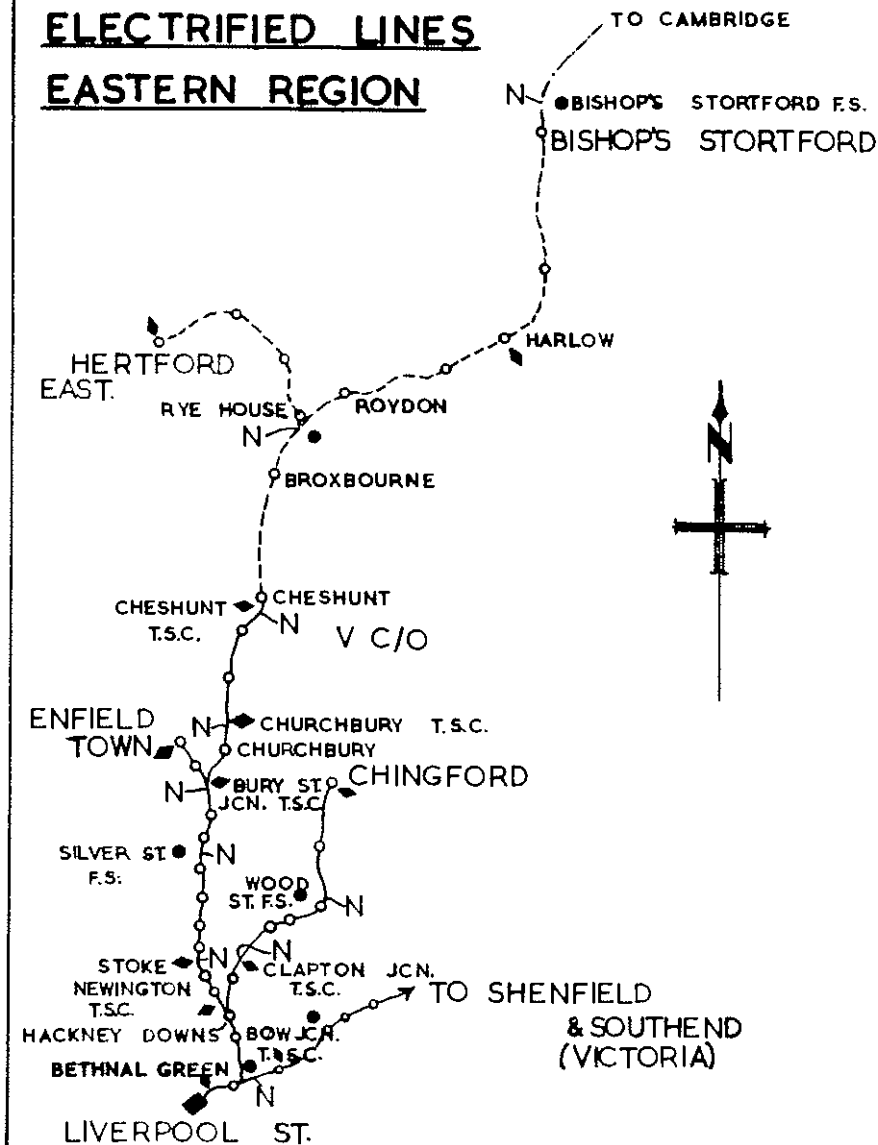 ELECTRIFIED LINES
EASTERN REGION
TO CAMBRIDGE
N
BISHOP'S STORTFORD F.S.
BISHOP'S STORTFORD
HARLOW
HERTFORD
EAST.
RYE HOUSE
ROYDON
N
BROXBOURNE
N
CHESHUNT
T.S.C.
CHESHUNT
N
V C/O
ENFIELD
TOWN
N
CHURCHBURY T.S.C.
CHURCHBURY
N
BURY ST.
JCN. T.S.C.
CHINGFORD
SILVER ST.
F.S.
N
WOOD
ST. F.S.
N
STOKE
NEWINGTON
T.S.C.
N
N
CLAPTON JCN.
T.S.C.
TO SHENFIELD
& SOUTHEND
(VICTORIA)
HACKNEY DOWNS
BOW JCN.
T.S.C.
BETHNAL GREEN
N
LIVERPOOL ST.